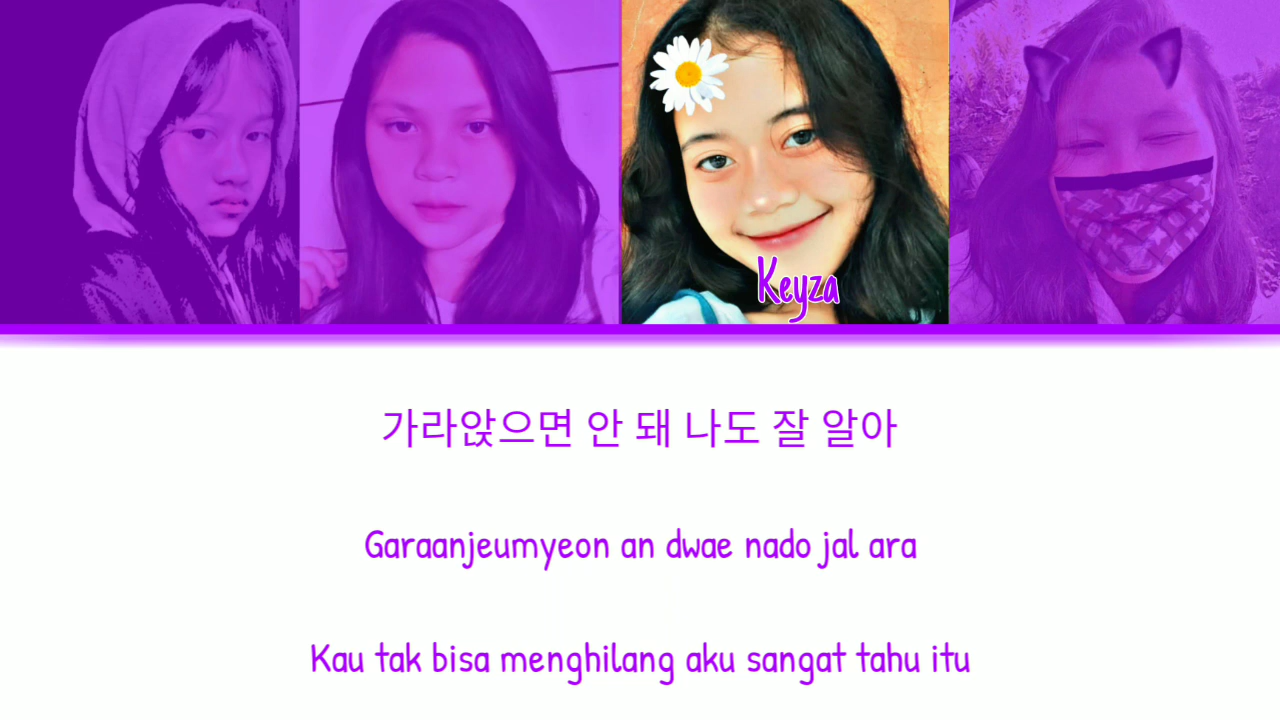 Keyza
가라앉으면 안 돼 나도 잘 알아
Garaanjeumyeon an dwae nado jal ara
Kau tak bisa menghilang aku sangat tahu itu